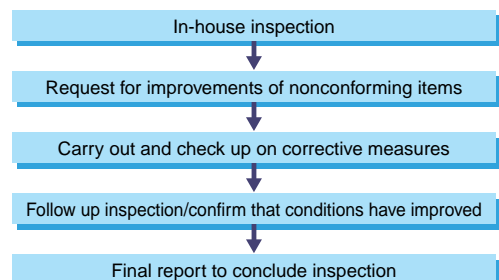 In-house inspection
Request for improvements of nonconforming items
Carry out and check up on corrective measures
Follow up inspection/confirm that conditions have improved
Final report to conclude inspection